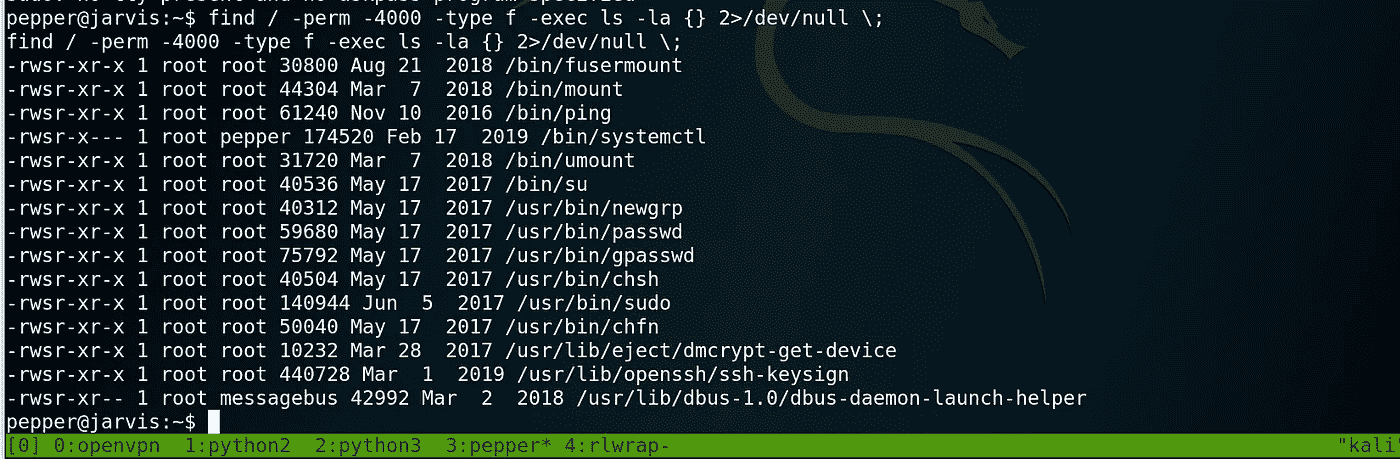 pepper@jarvis:~$ find / -perm -4000 -type f -exec ls -la {} 2>/dev/null \;
find / -perm -4000 -type f -exec ls -la {} 2>/dev/null \;
-rwsr-xr-x 1 root root 30800 Aug 21  2018 /bin/fusermount
-rwsr-xr-x 1 root root 44304 Mar  7  2018 /bin/mount
-rwsr-xr-x 1 root root 61240 Nov 10  2016 /bin/ping
-rwsr-x--- 1 root pepper 174520 Feb 17  2019 /bin/systemctl
-rwsr-xr-x 1 root root 31720 Mar  7  2018 /bin/umount
-rwsr-xr-x 1 root root 40536 May 17  2017 /bin/su
-rwsr-xr-x 1 root root 40312 May 17  2017 /usr/bin/newgrp
-rwsr-xr-x 1 root root 59680 May 17  2017 /usr/bin/passwd
-rwsr-xr-x 1 root root 75792 May 17  2017 /usr/bin/gpasswd
-rwsr-xr-x 1 root root 40504 May 17  2017 /usr/bin/chsh
-rwsr-xr-x 1 root root 140944 Jun  5  2017 /usr/bin/sudo
-rwsr-xr-x 1 root root 50040 May 17  2017 /usr/bin/chfn
-rwsr-xr-x 1 root root 10232 Mar 28  2017 /usr/lib/eject/dmcrypt-get-device
-rwsr-xr-x 1 root root 440728 Mar  1  2019 /usr/lib/openssh/ssh-keysign
-rwsr-xr-- 1 root messagebus 42992 Mar  2  2018 /usr/lib/dbus-1.0/dbus-daemon-launch-helper
pepper@jarvis:~$
[0] 0:openvpn  1:python2  2:python3  3:pepper* 4:rlwrap- "kali'